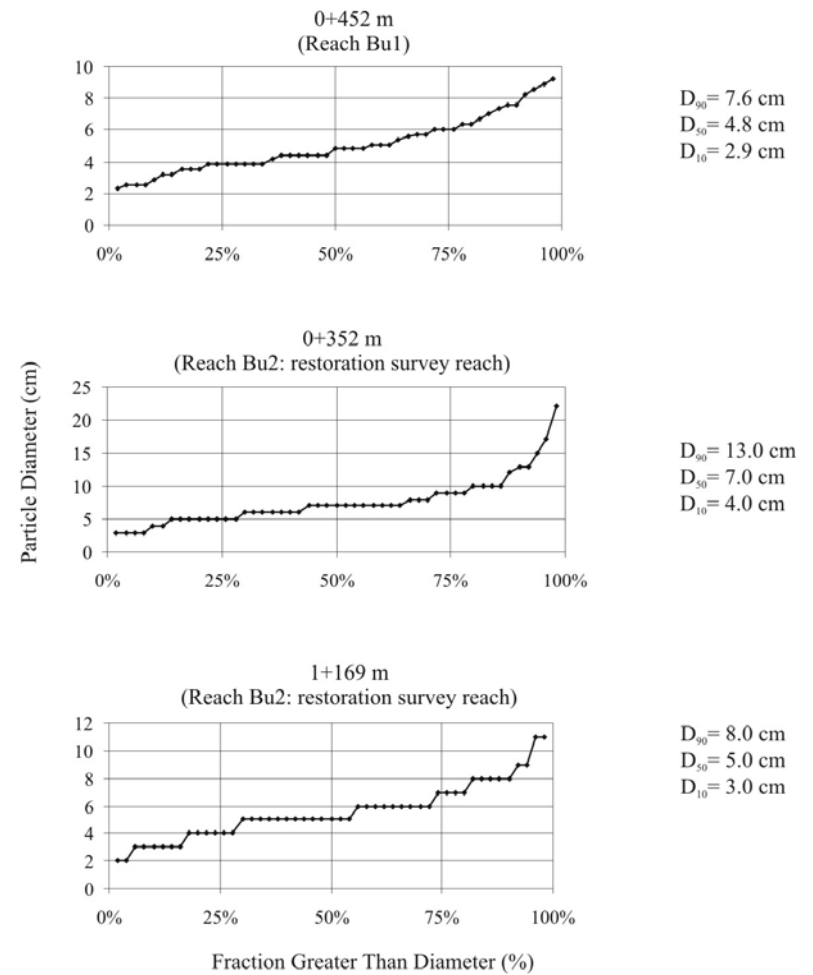 0+452 m
(Reach Bu1)
10
8
6
4
2
0
0%
25%
50%
75%
100%
D₉₀= 7.6 cm
D₅₀= 4.8 cm
D₁₀= 2.9 cm
0+352 m
(Reach Bu2: restoration survey reach)
25
20
15
10
5
0
0%
25%
50%
75%
100%
D₉₀= 13.0 cm
D₅₀= 7.0 cm
D₁₀= 4.0 cm
Particle Diameter (cm)
1+169 m
(Reach Bu2: restoration survey reach)
12
10
8
6
4
2
0
0%
25%
50%
75%
100%
D₉₀= 8.0 cm
D₅₀= 5.0 cm
D₁₀= 3.0 cm
Fraction Greater Than Diameter (%)